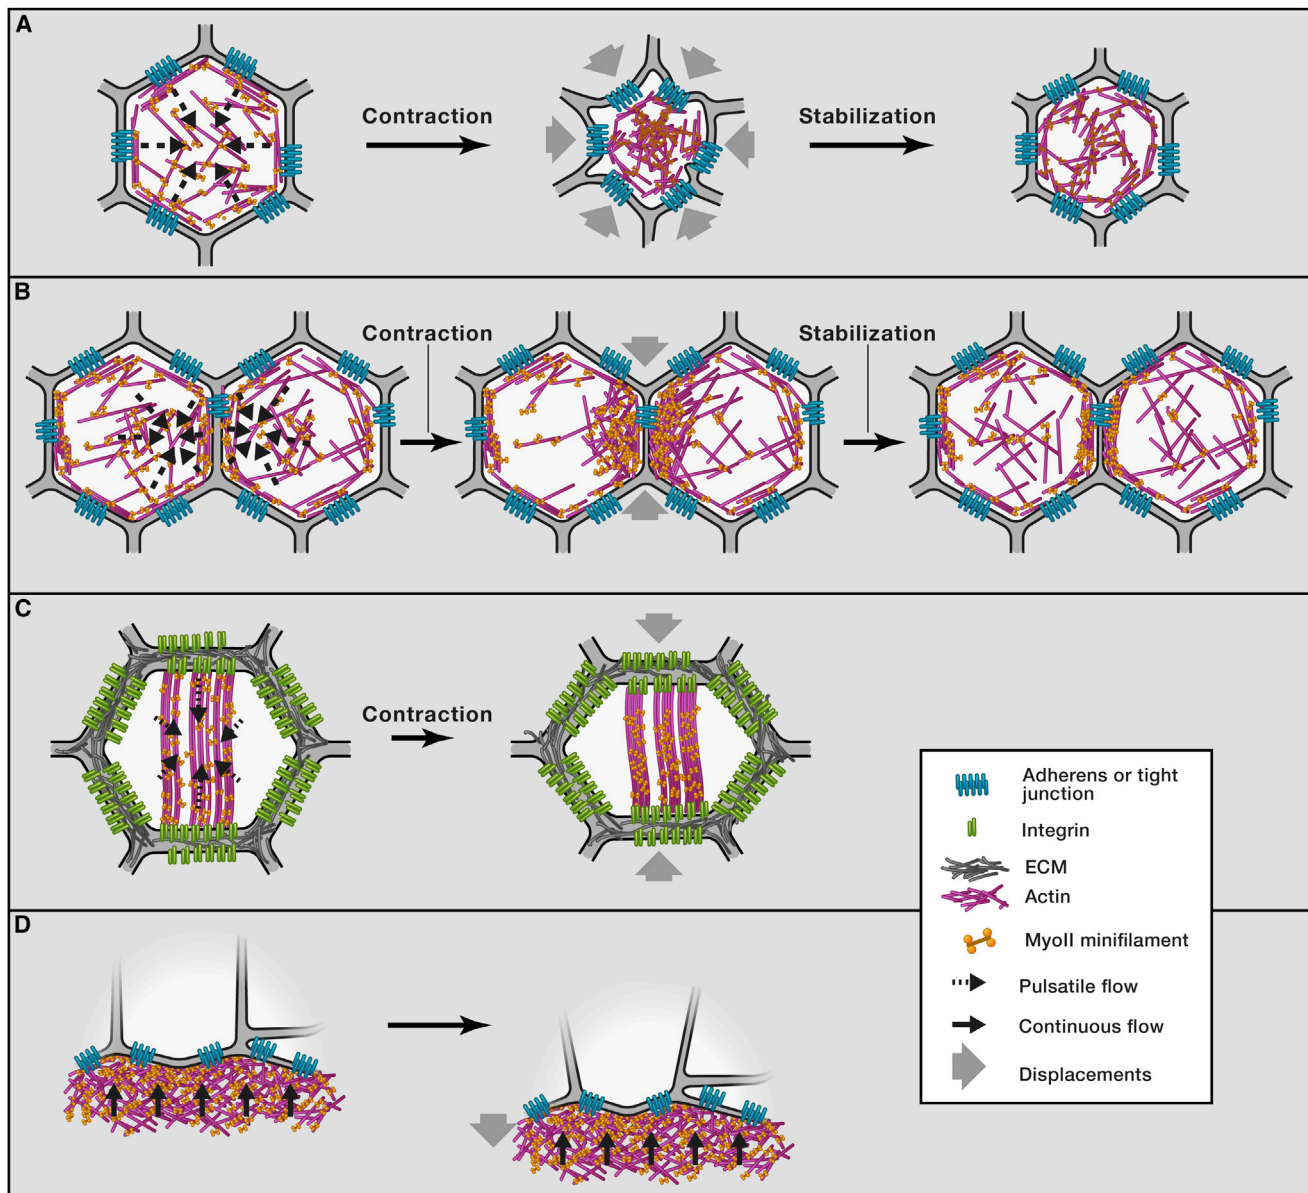 A
Contraction
Stabilization
B
Contraction
Stabilization
C
Contraction
Adherens or tight
junction
Integrin
ECM
Actin
MyoII minifilament
Pulsatile flow
Continuous flow
Displacements
D